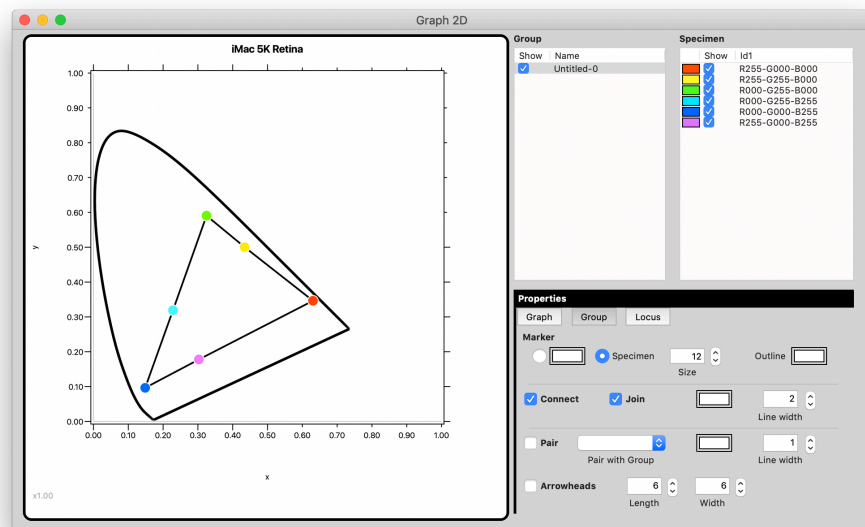 Graph 2D
iMac 5K Retina
1.00
0.90
0.80
0.70
0.60
0.50
0.40
0.30
0.20
0.10
0.00
0.00 0.10 0.20 0.30 0.40 0.50 0.60 0.70 0.80 0.90 1.00
y
x
x1.00
Group
Show Name
Untitled-0
Specimen
Show Id1
R255-G000-B000
R255-G255-B000
R000-G255-B000
R000-G255-B255
R000-G000-B255
R255-G000-B255
Properties
Graph Group Locus
Marker
Specimen 12 Outline
Size
Connect Join 2
Line width
Pair 1
Pair with Group Line width
Arrowheads 6 6
Length Width